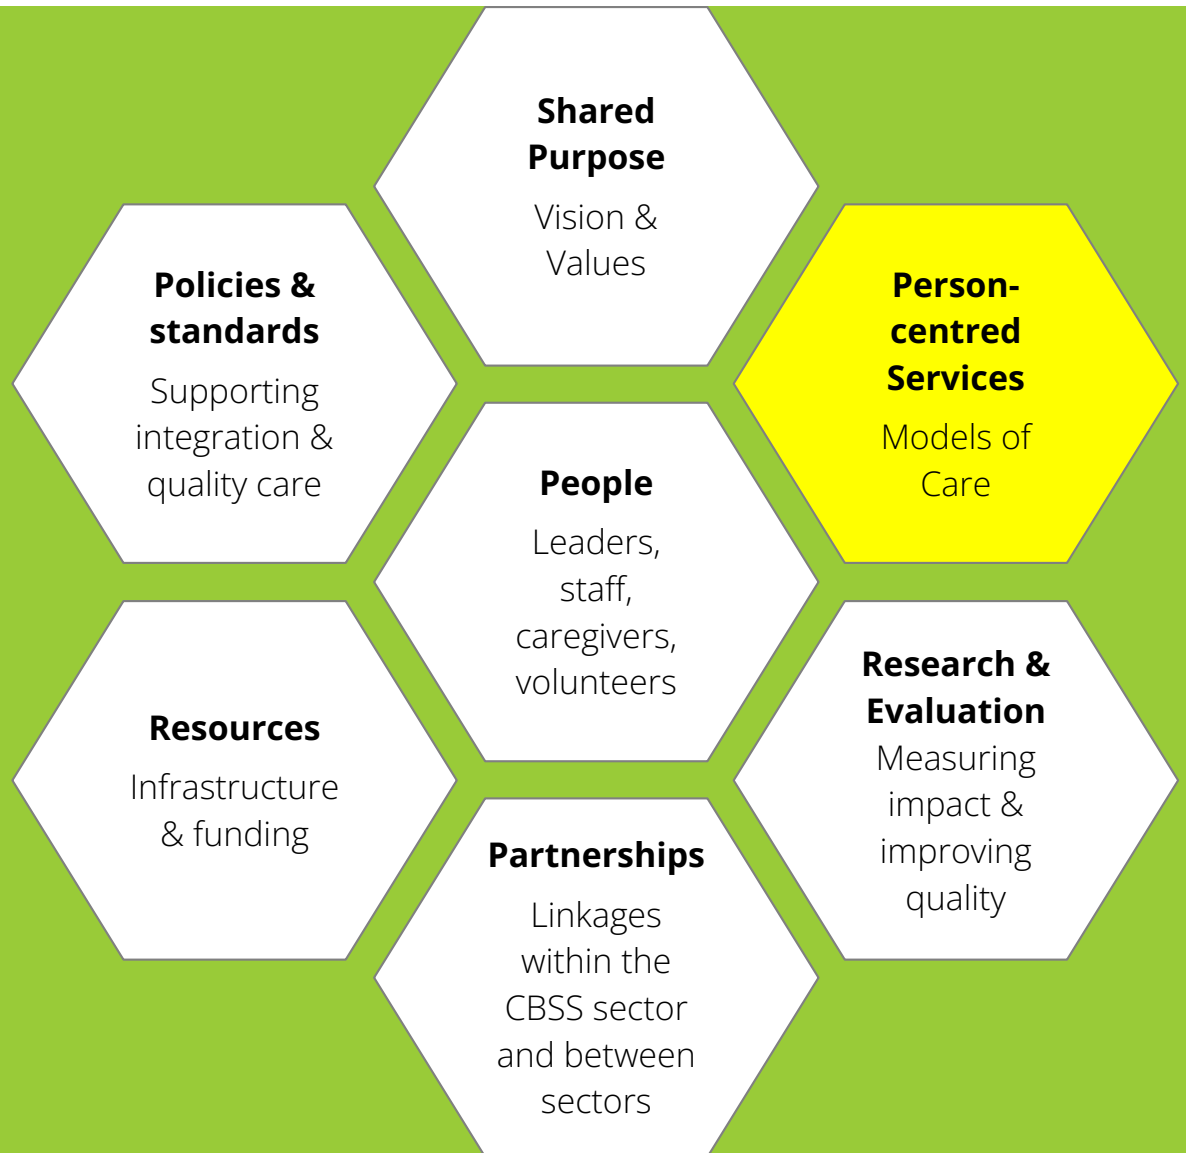 Shared
Purpose
Vision &
Values
Policies &
standards
Supporting
integration &
quality care
Person-
centred
Services
Models of
Care
People
Leaders,
staff,
caregivers,
volunteers
Resources
Infrastructure
& funding
Research &
Evaluation
Measuring
impact &
improving
quality
Partnerships
Linkages
within the
CBSS sector
and between
sectors